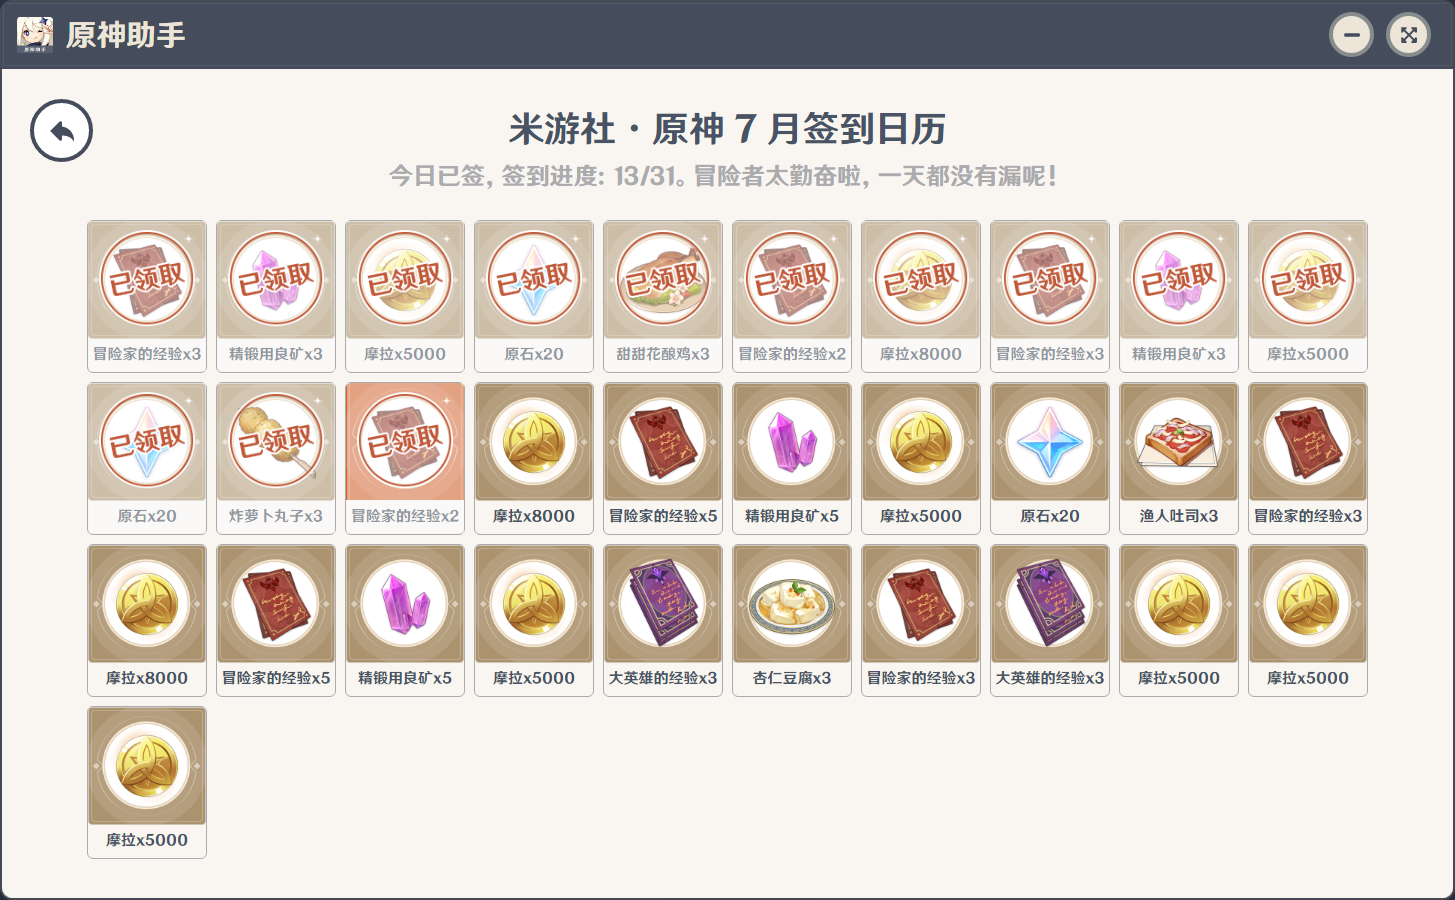 原神助手
米游社·原神 7 月签到日历
今日已签, 签到进度: 13/31。冒险者太勤奋啦, 一天都没有漏呢!
已领取 已领取 已领取 已领取 已领取 已领取 已领取 已领取 已领取 已领取
冒险家的经验x3 精锻用良矿x3 摩拉x5000 原石x20 甜甜花酿鸡x3 冒险家的经验x2 摩拉x8000 冒险家的经验x3 精锻用良矿x3 摩拉x5000
已领取 已领取 已领取
原石x20 炸萝卜丸子x3 冒险家的经验x2 摩拉x8000 冒险家的经验x5 精锻用良矿x5 摩拉x5000 原石x20 渔人吐司x3 冒险家的经验x3
摩拉x8000 冒险家的经验x5 精锻用良矿x5 摩拉x5000 大英雄的经验x3 杏仁豆腐x3 冒险家的经验x3 大英雄的经验x3 摩拉x5000 摩拉x5000
摩拉x5000